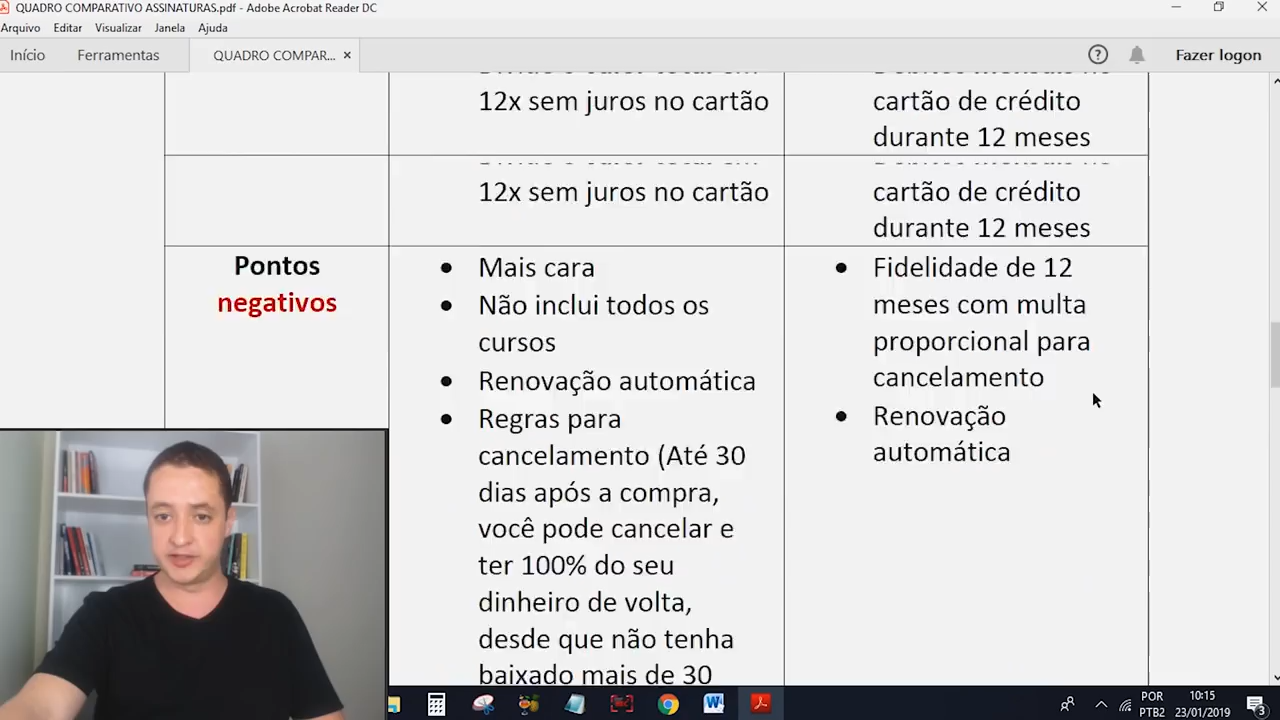 QUADRO COMPARATIVO ASSINATURAS.pdf - Adobe Acrobat Reader DC
Arquivo Editar Visualizar Janela Ajuda
Início Ferramentas QUADRO COMPAR... × Fazer logon
12x sem juros no cartão
cartão de crédito
durante 12 meses
12x sem juros no cartão
cartão de crédito
durante 12 meses
Pontos
negativos
• Mais cara
• Não inclui todos os
cursos
• Renovação automática
• Regras para
cancelamento (Até 30
dias após a compra,
você pode cancelar e
ter 100% do seu
dinheiro de volta,
desde que não tenha
baixado mais de 30
• Fidelidade de 12
meses com multa
proporcional para
cancelamento
• Renovação
automática
POR
PTB2
10:15
23/01/2019
3